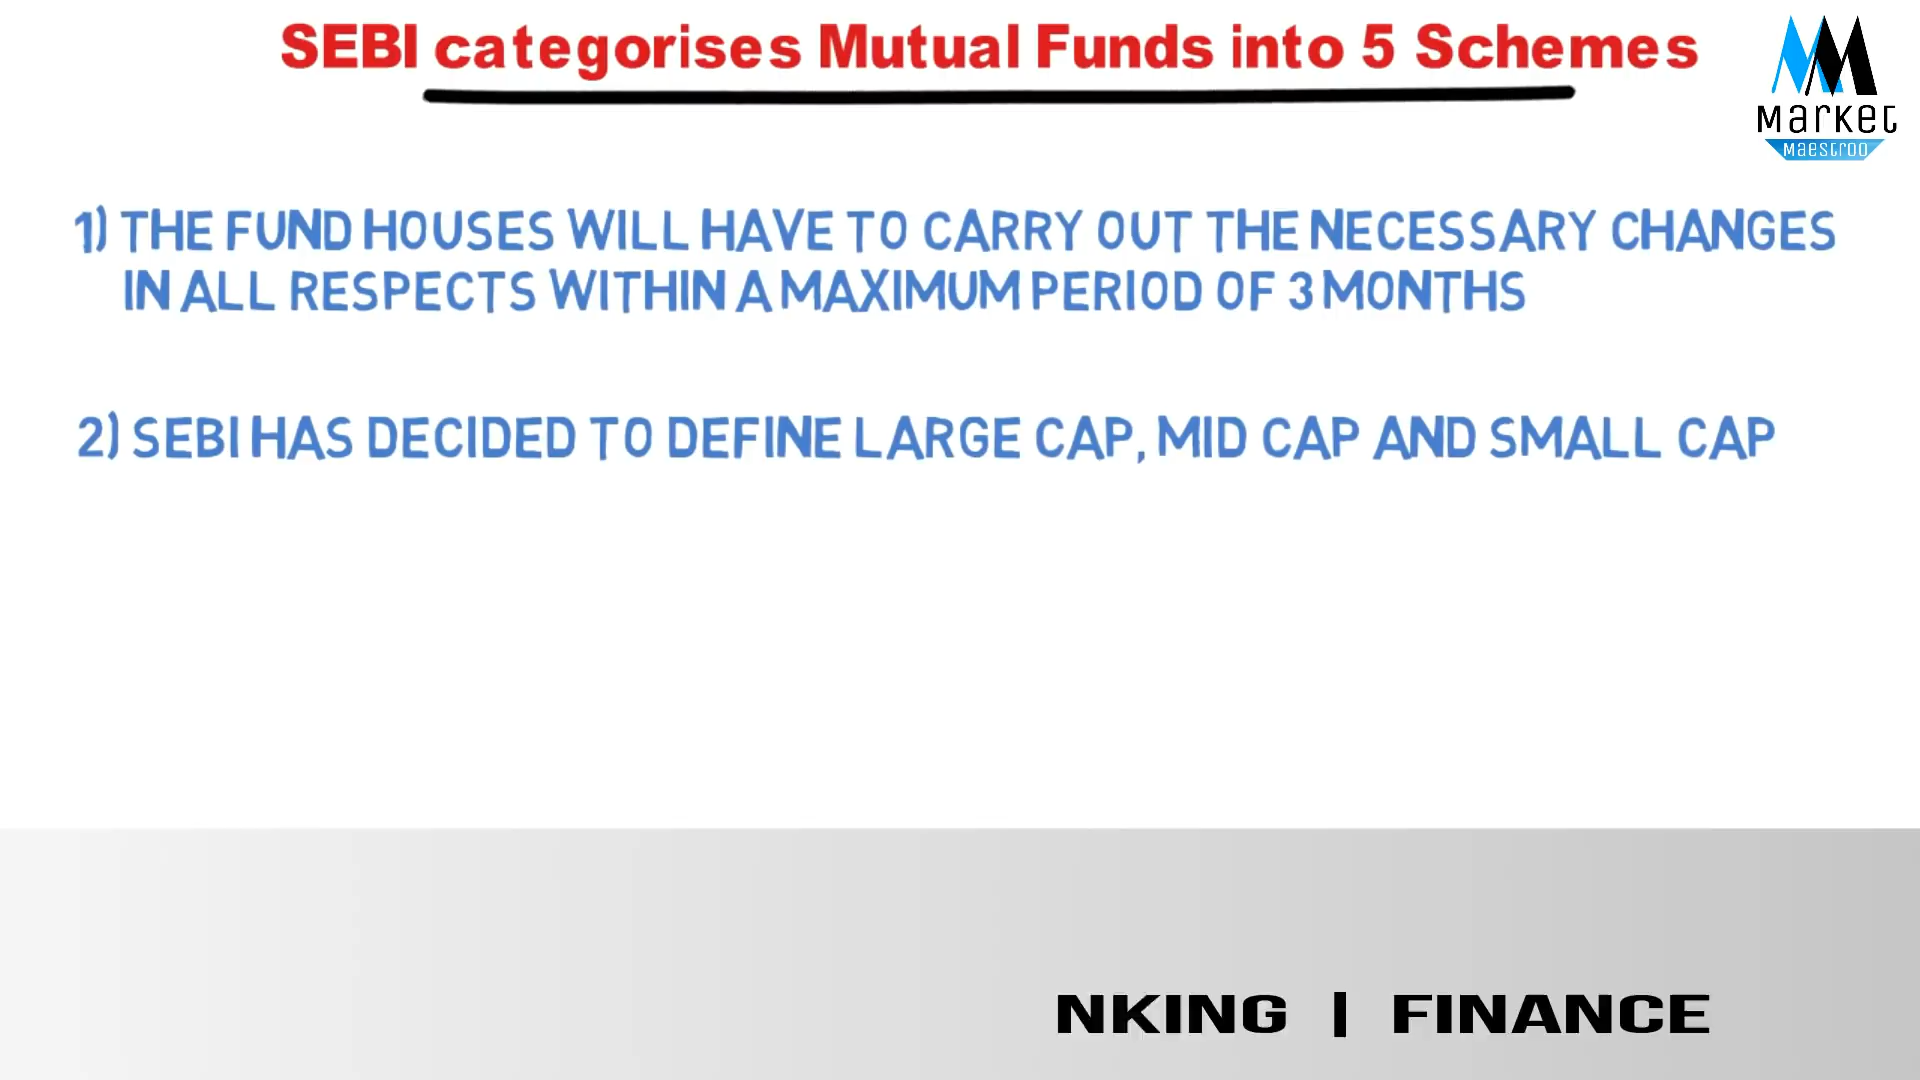 SEBI categorises Mutual Funds into 5 Schemes
Market
Maestroo
1) THE FUND HOUSES WILL HAVE TO CARRY OUT THE NECESSARY CHANGES
IN ALL RESPECTS WITHIN A MAXIMUM PERIOD OF 3 MONTHS
2) SEBI HAS DECIDED TO DEFINE LARGE CAP, MID CAP AND SMALL CAP
NKING | FINANCE